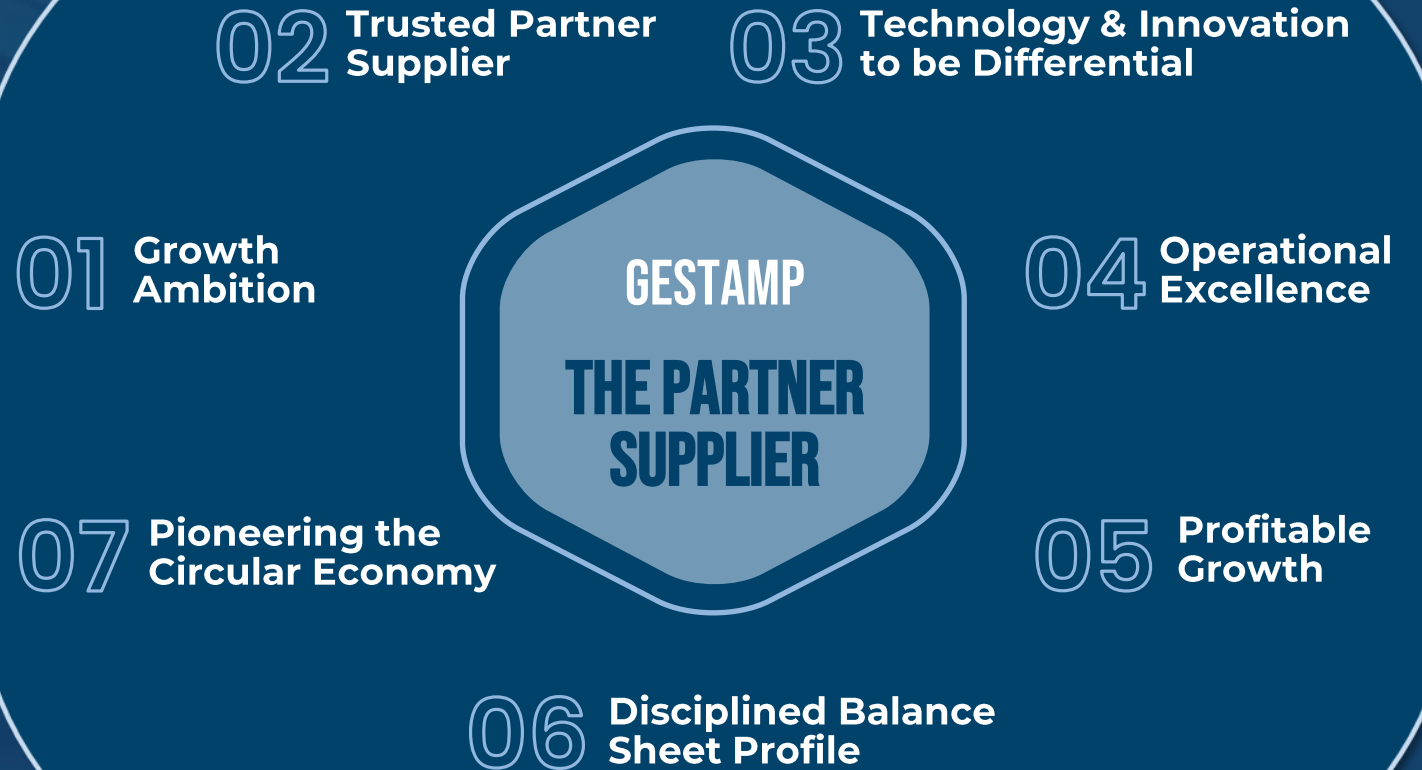 02 Trusted Partner
Supplier
03 Technology & Innovation
to be Differential
01 Growth
Ambition
GESTAMP
THE PARTNER
SUPPLIER
04 Operational
Excellence
07 Pioneering the
Circular Economy
05 Profitable
Growth
06 Disciplined Balance
Sheet Profile